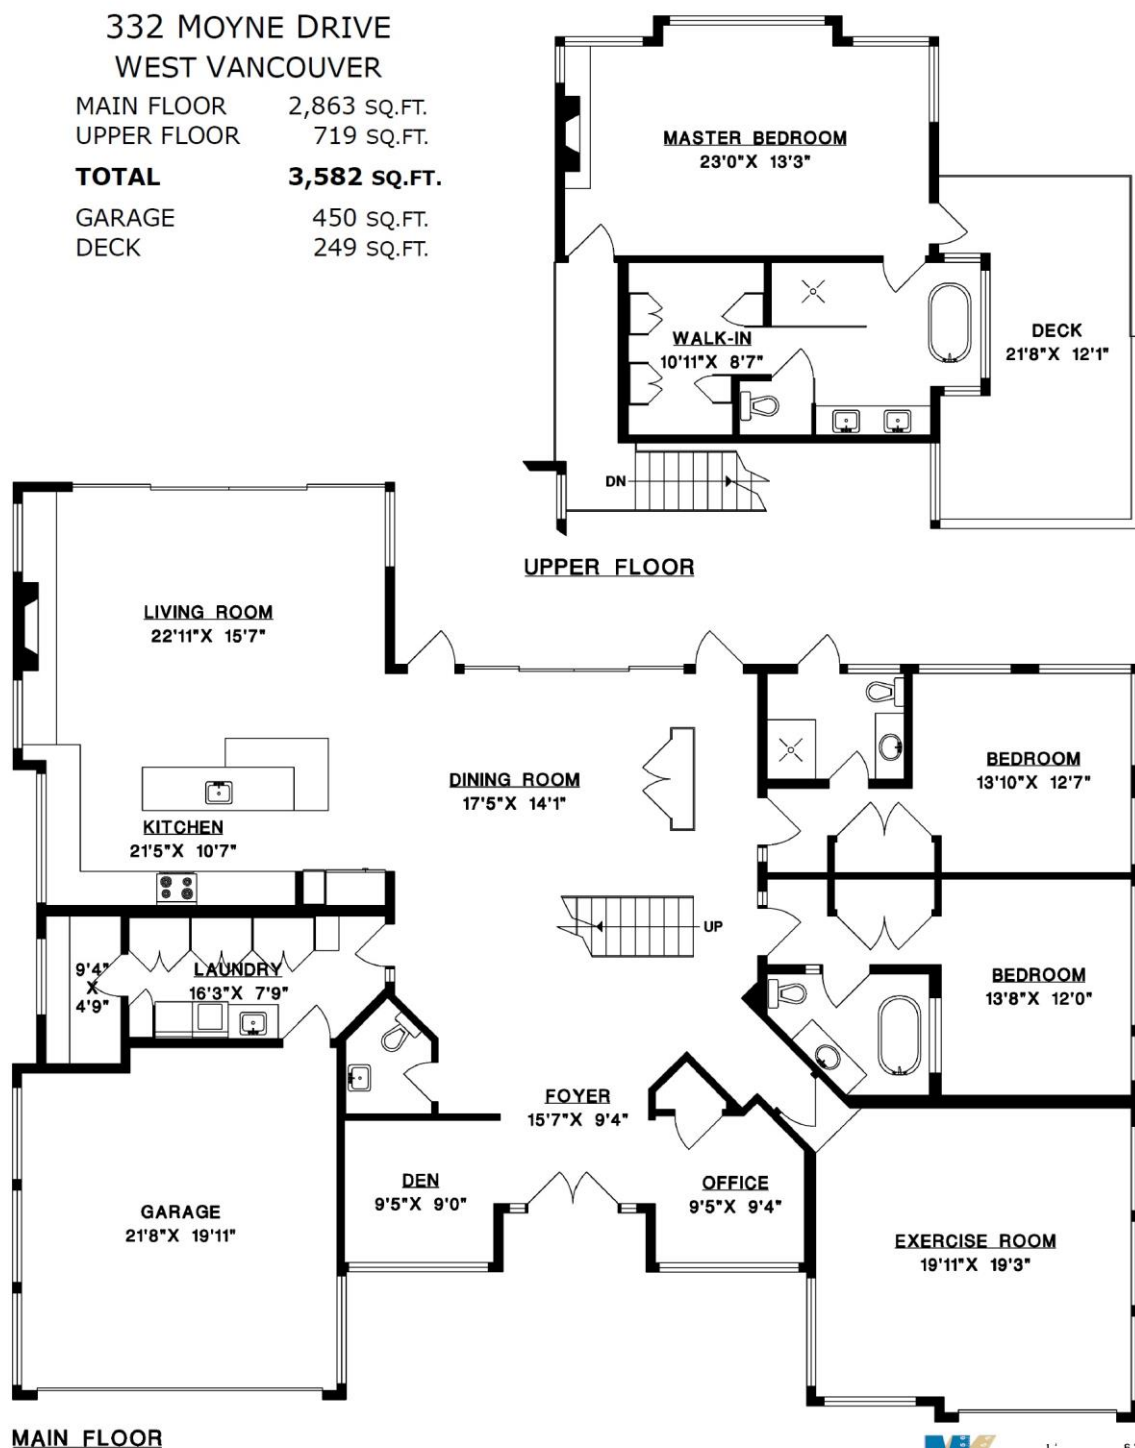 332 MOYNE DRIVE
WEST VANCOUVER
MAIN FLOOR 2,863 SQ.FT.
UPPER FLOOR 719 SQ.FT.
TOTAL 3,582 SQ.FT.
GARAGE 450 SQ.FT.
DECK 249 SQ.FT.
MASTER BEDROOM
23'0"X 13'3"
WALK-IN
10'11"X 8'7"
DECK
21'8"X 12'1"
DN
UPPER FLOOR
LIVING ROOM
22'11"X 15'7"
DINING ROOM
17'5"X 14'1"
BEDROOM
13'10"X 12'7"
KITCHEN
21'5"X 10'7"
UP
9'4"
X
4'9"
LAUNDRY
16'3"X 7'9"
BEDROOM
13'8"X 12'0"
FOYER
15'7"X 9'4"
DEN
9'5"X 9'0"
OFFICE
9'5"X 9'4"
GARAGE
21'8"X 19'11"
EXERCISE ROOM
19'11"X 19'3"
MAIN FLOOR